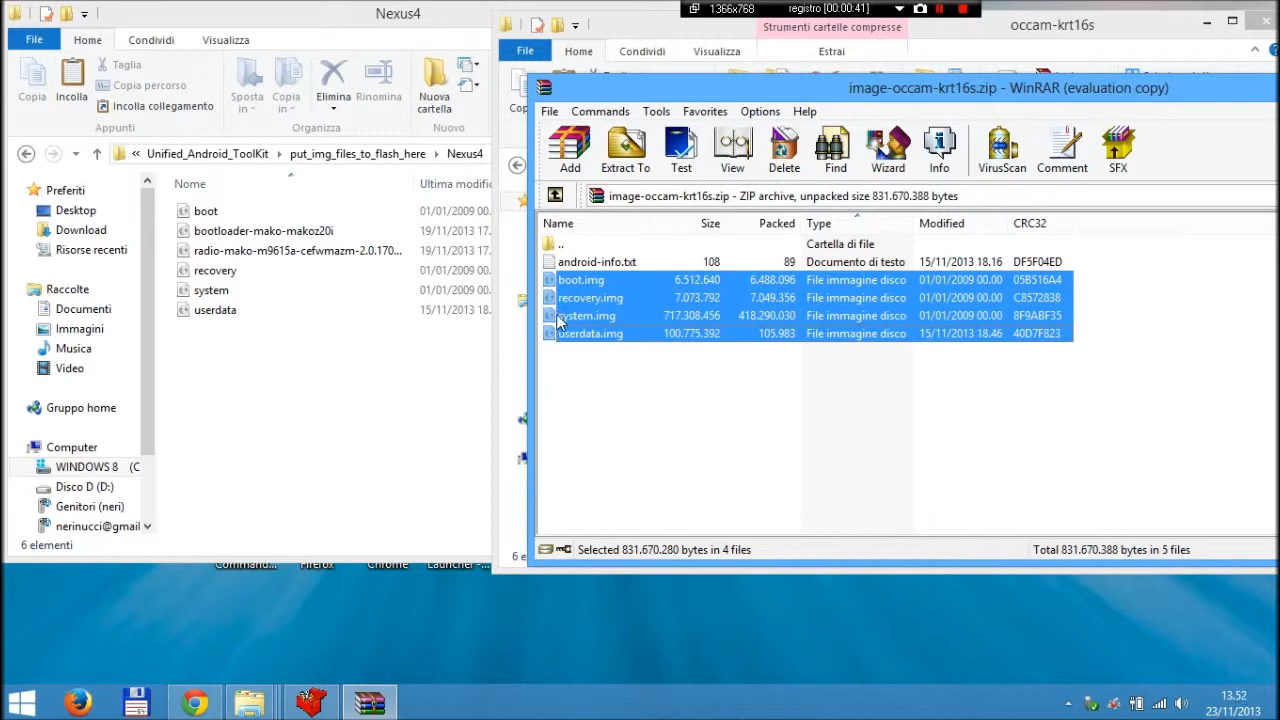 1366x768 registro [00:00:41]
Nexus4
File Home Condividi Visualizza
Copia Incolla
Taglia
Copia percorso
Incolla collegamento
Sposta in Copia in Elimina Rinomina
Nuova cartella
Appunti Organizza Nuovo
« Unified_Android_ToolKit put_img_files_to_flash_here Nexus4
Nome Ultima modific
Preferiti
Desktop
Download
Risorse recenti
Raccolte
Documenti
Immagini
Musica
Video
Gruppo home
Computer
WINDOWS 8 (C
Disco D (D:)
Genitori (neri)
nerinucci@gmail
boot 01/01/2009 00.
bootloader-mako-makoz20i 19/11/2013 17.
radio-mako-m9615a-cefwmazm-2.0.170... 19/11/2013 17.
recovery 01/01/2009 00.
system 01/01/2009 00.
userdata 15/11/2013 18.
6 elementi
Strumenti cartelle compresse occam-krt16s
File Home Condividi Visualizza Estrai
image-occam-krt16s.zip - WinRAR (evaluation copy)
File Commands Tools Favorites Options Help
Add Extract To Test View Delete Find Wizard Info VirusScan Comment SFX
image-occam-krt16s.zip - ZIP archive, unpacked size 831.670.388 bytes
Name Size Packed Type Modified CRC32
.. Cartella di file
android-info.txt 108 89 Documento di testo 15/11/2013 18.16 DF5F04ED
boot.img 6.512.640 6.488.096 File immagine disco 01/01/2009 00.00 05B516A4
recovery.img 7.073.792 7.049.356 File immagine disco 01/01/2009 00.00 C8572838
system.img 717.308.456 418.290.030 File immagine disco 01/01/2009 00.00 8F9ABF35
userdata.img 100.775.392 105.983 File immagine disco 15/11/2013 18.46 40D7F823
Selected 831.670.280 bytes in 4 files Total 831.670.388 bytes in 5 files
Command... Firefox Chrome Launcher -...
13.52
23/11/2013